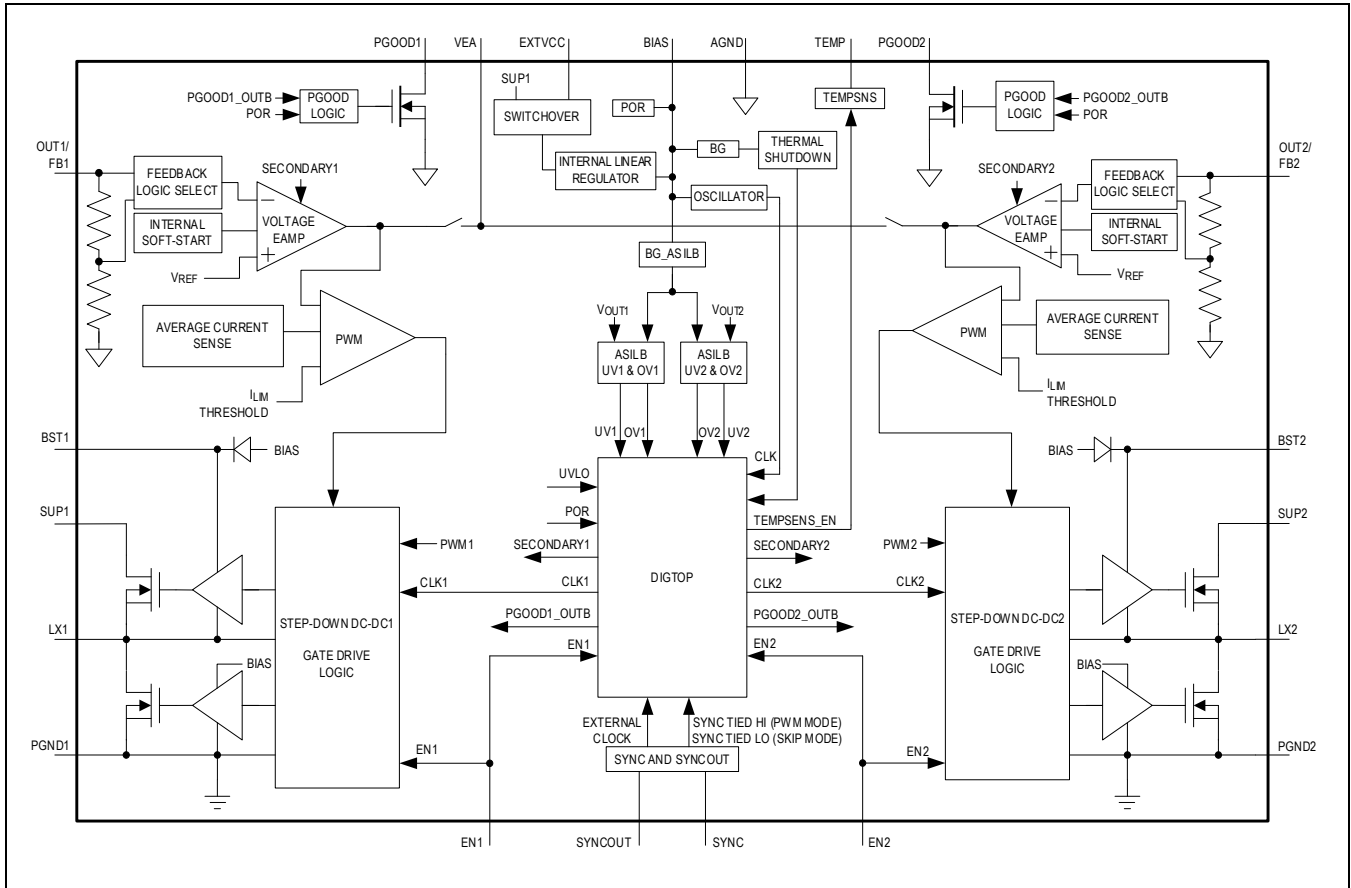 PGOOD1
VEA
EXTVCC
BIAS
AGND
TEMP
PGOOD2
SUP1
PGOOD1_OUTB
POR
PGOOD
LOGIC
SWITCHOVER
POR
TEMPSNS
PGOOD
LOGIC
PGOOD2_OUTB
POR
OUT1/
FB1
FEEDBACK
LOGIC SELECT
SECONDARY1
INTERNAL LINEAR
REGULATOR
BG
THERMAL
SHUTDOWN
SECONDARY2
FEEDBACK
LOGIC SELECT
OUT2/
FB2
INTERNAL
SOFT-START
−
VOLTAGE
EAMP
+
VREF
OSCILLATOR
−
VOLTAGE
EAMP
+
INTERNAL
SOFT-START
VREF
BG_ASILB
AVERAGE CURRENT
SENSE
PWM
ILIM
THRESHOLD
VOUT1
VOUT2
ASILB
UV1 & OV1
ASILB
UV2 & OV2
PWM
AVERAGE CURRENT
SENSE
ILIM
THRESHOLD
UV1
OV1
OV2
UV2
BST1
BIAS
CLK
BIAS
BST2
UVLO
SUP1
POR
TEMPSENS_EN
SUP2
PWM1
SECONDARY1
SECONDARY2
PWM2
CLK1
CLK1
DIGTOP
CLK2
CLK2
LX1
STEP-DOWN DC-DC1
GATE DRIVE
LOGIC
PGOOD1_OUTB
PGOOD2_OUTB
STEP-DOWN DC-DC2
GATE DRIVE
LOGIC
LX2
EN1
EN2
BIAS
BIAS
EXTERNAL
CLOCK
SYNC TIED HI (PWM MODE)
SYNC TIED LO (SKIP MODE)
PGND1
EN1
SYNC AND SYNCOUT
EN2
PGND2
EN1
SYNCOUT
SYNC
EN2